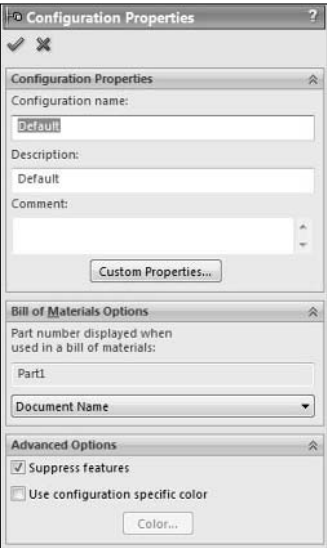 Configuration Properties
?
Configuration Properties
Configuration name:
Default
Description:
Default
Comment:
Custom Properties...
Bill of Materials Options
Part number displayed when
used in a bill of materials:
Part1
Document Name
Advanced Options
Suppress features
Use configuration specific color
Color...